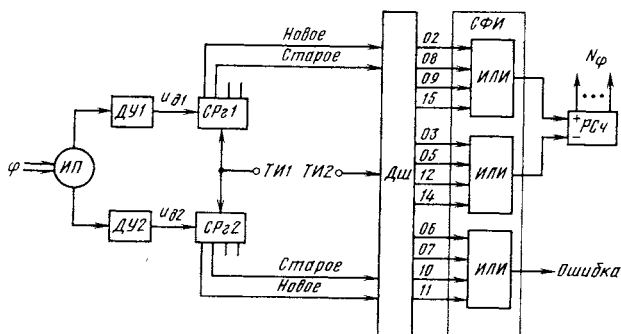 СФИ
Новое
Старое
02
08
09
15
ИЛИ
Nφ
ДУ1
uд1
СРг1
+
−
РСч
φ
ИП
ТИ1
ТИ2
Дш
03
05
12
14
ИЛИ
ДУ2
uд2
СРг2
Старое
Новое
06
07
10
11
ИЛИ
Ошибка